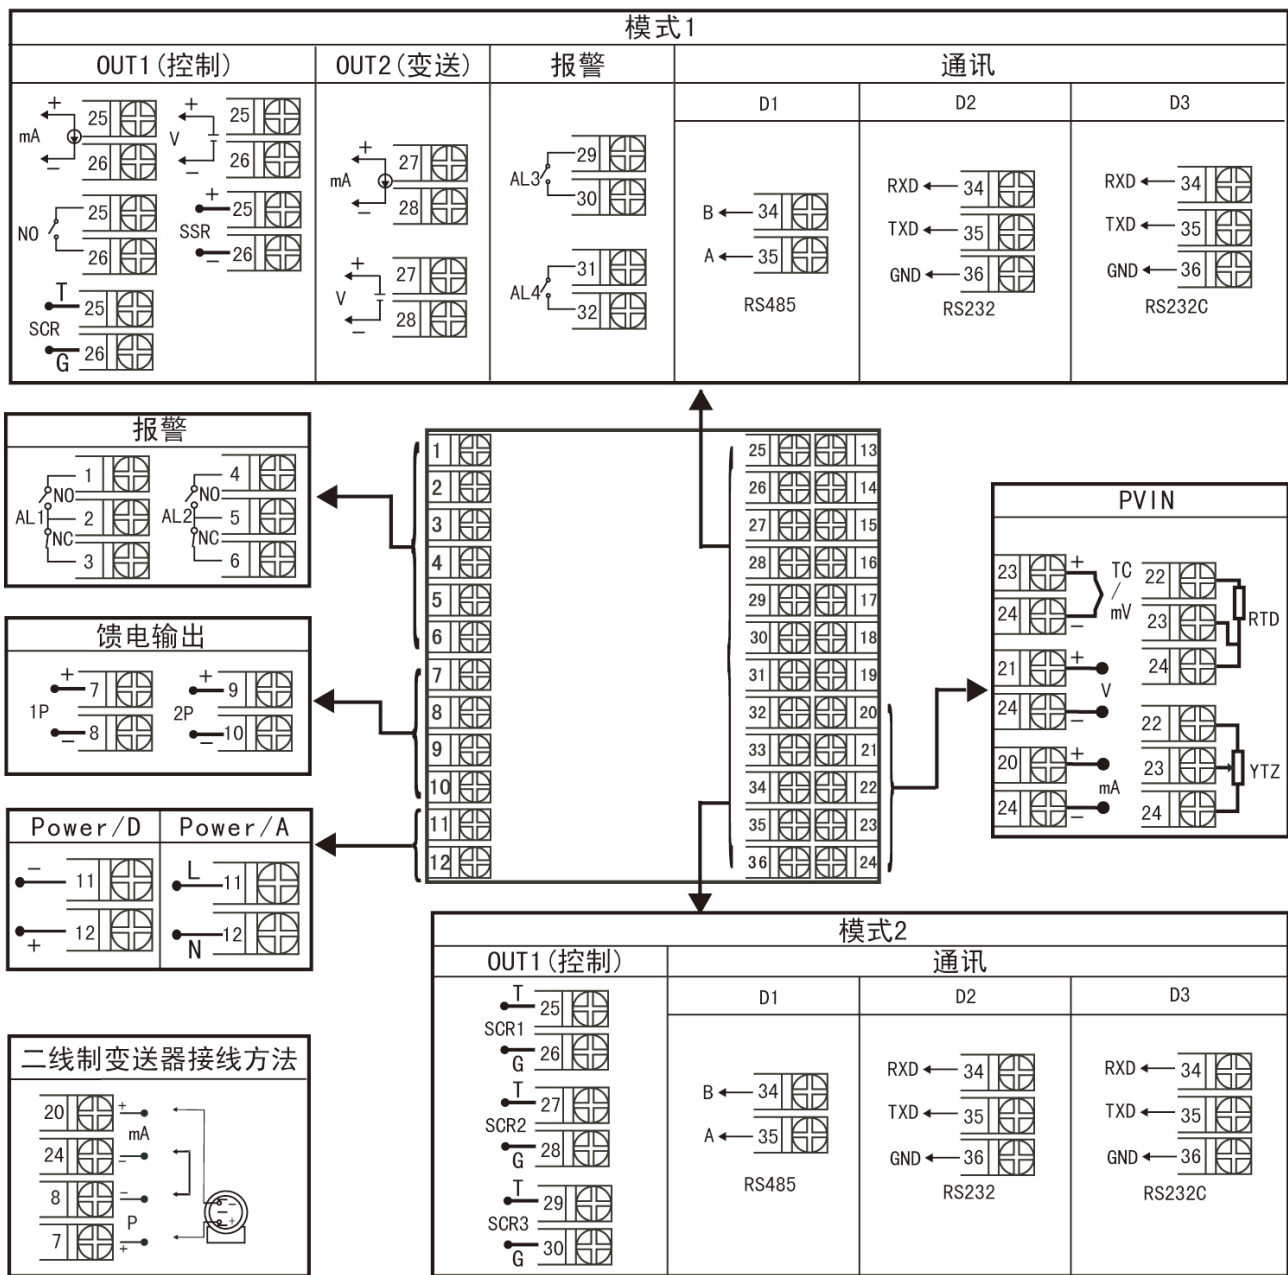 模式1
OUT1(控制) OUT2(变送) 报警 通讯
D1 D2 D3
+ 25 + 25
mA V
- 26 - 26
25 + 25
NO SSR
26 - 26
T 25
SCR
G 26
+ 27
mA
- 28
+ 27
V
- 28
29
AL3
30
31
AL4
32
B 34
A 35
RS485
RXD 34
TXD 35
GND 36
RS232
RXD 34
TXD 35
GND 36
RS232C
报警
1 4
NO NO
AL1 2 AL2 5
NC NC
3 6
馈电输出
+ 7 + 9
1P 2P
- 8 - 10
Power/D Power/A
- 11 L 11
+ 12 N 12
二线制变送器接线方法
20 +
mA
24 -
8 -
P
7 +
-
+
1 25 13
2 26 14
3 27 15
4 28 16
5 29 17
6 30 18
7 31 19
8 32 20
9 33 21
10 34 22
11 35 23
12 36 24
PVIN
23 + TC
/
24 - mV
21 +
V
24 -
20 +
mA
24 -
22
23 RTD
24
22
23 YTZ
24
模式2
OUT1(控制) 通讯
D1 D2 D3
T 25
SCR1
G 26
T 27
SCR2
G 28
T 29
SCR3
G 30
B 34
A 35
RS485
RXD 34
TXD 35
GND 36
RS232
RXD 34
TXD 35
GND 36
RS232C